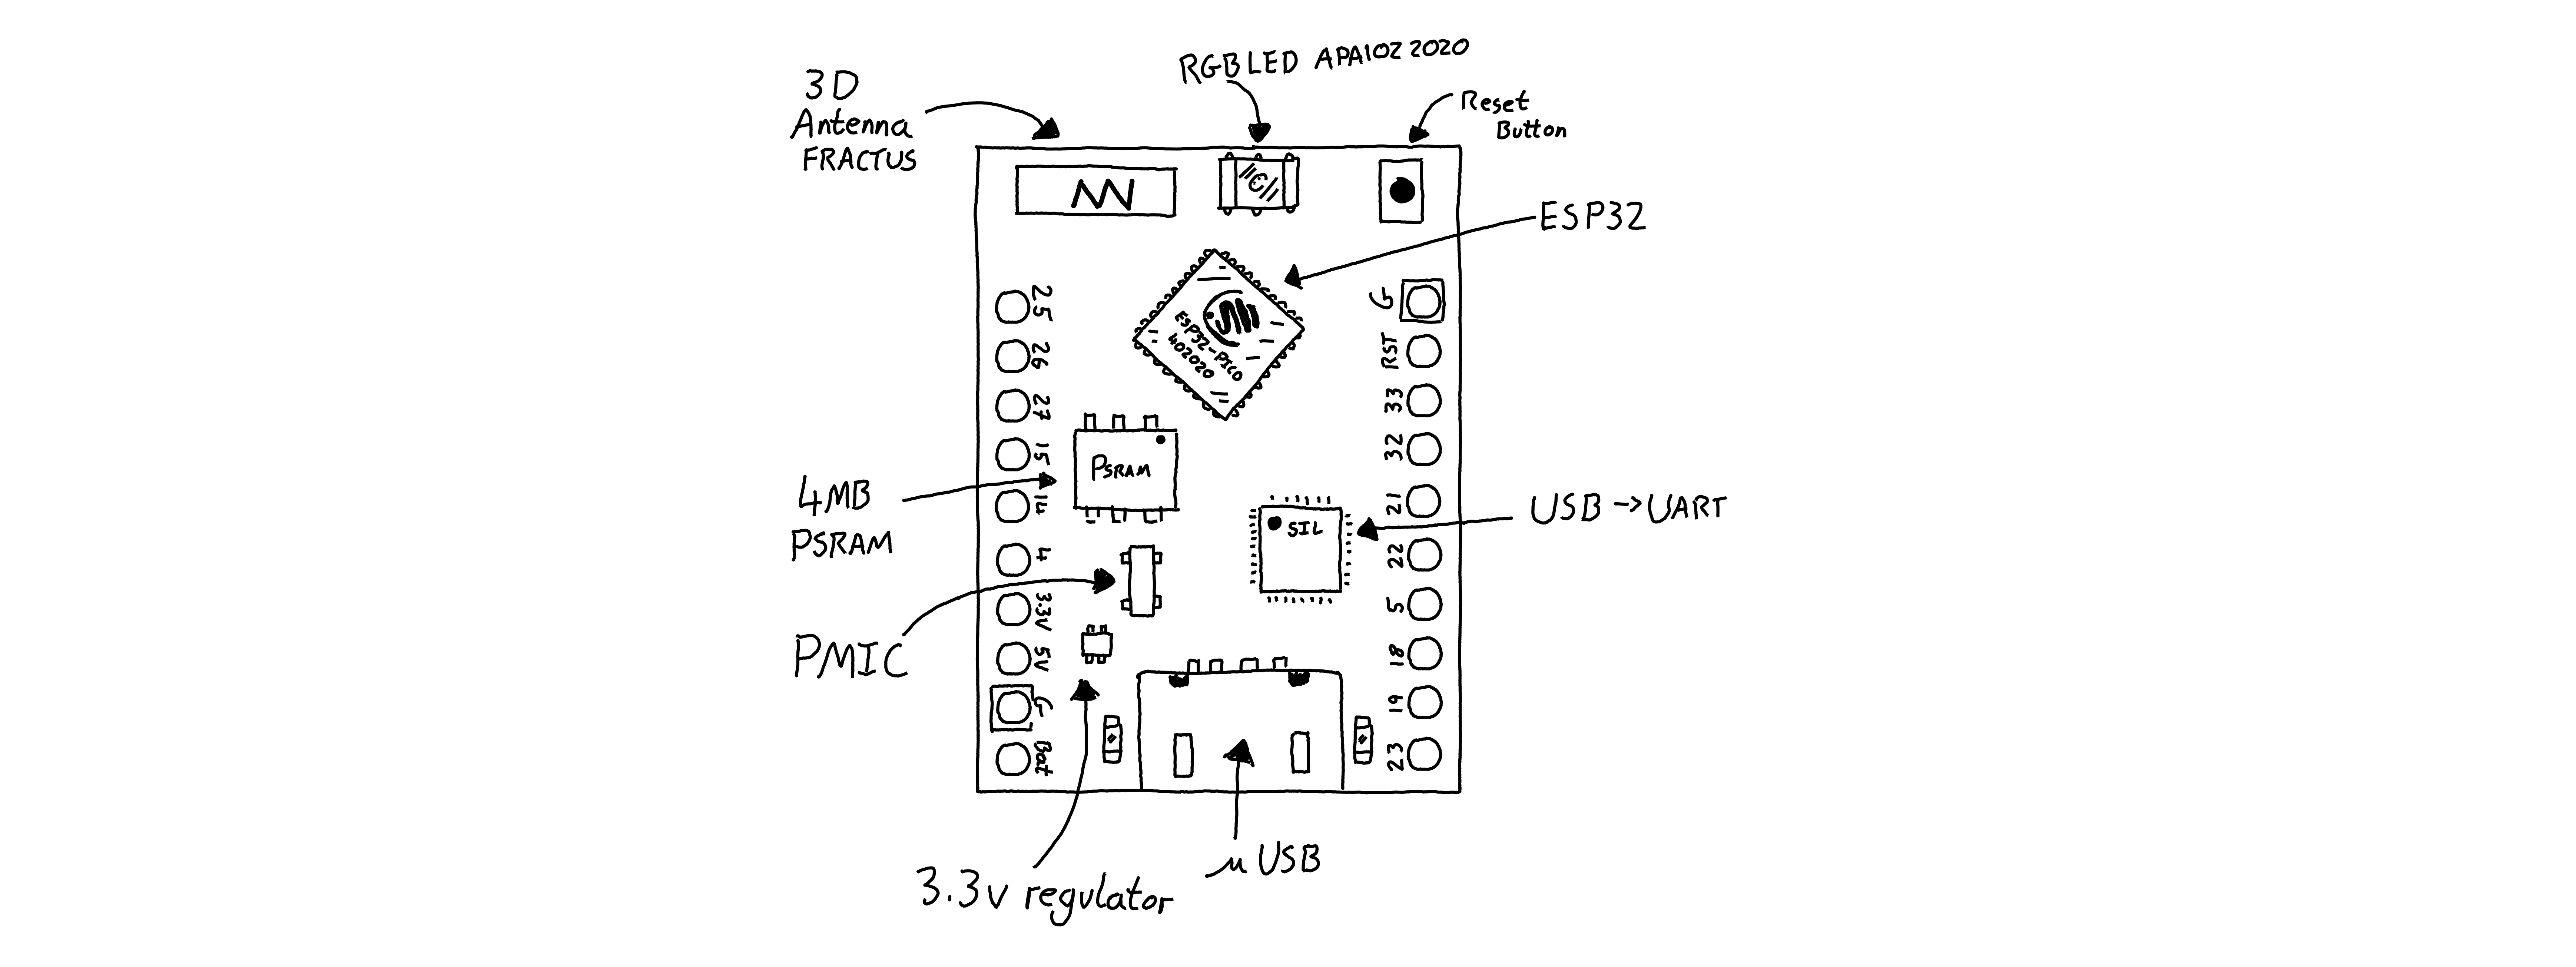 RGBLED APA102 2020
3D
Antenna
FRACTUS
Reset
Button
ESP32
ESP32-PICO
402020
25
26
27
15
14
4
3.3V
5V
G
Bat
G
RST
33
32
21
22
5
18
19
23
PSRAM
4MB
PSRAM
SIL
USB->UART
PMIC
3.3v regulator
µUSB